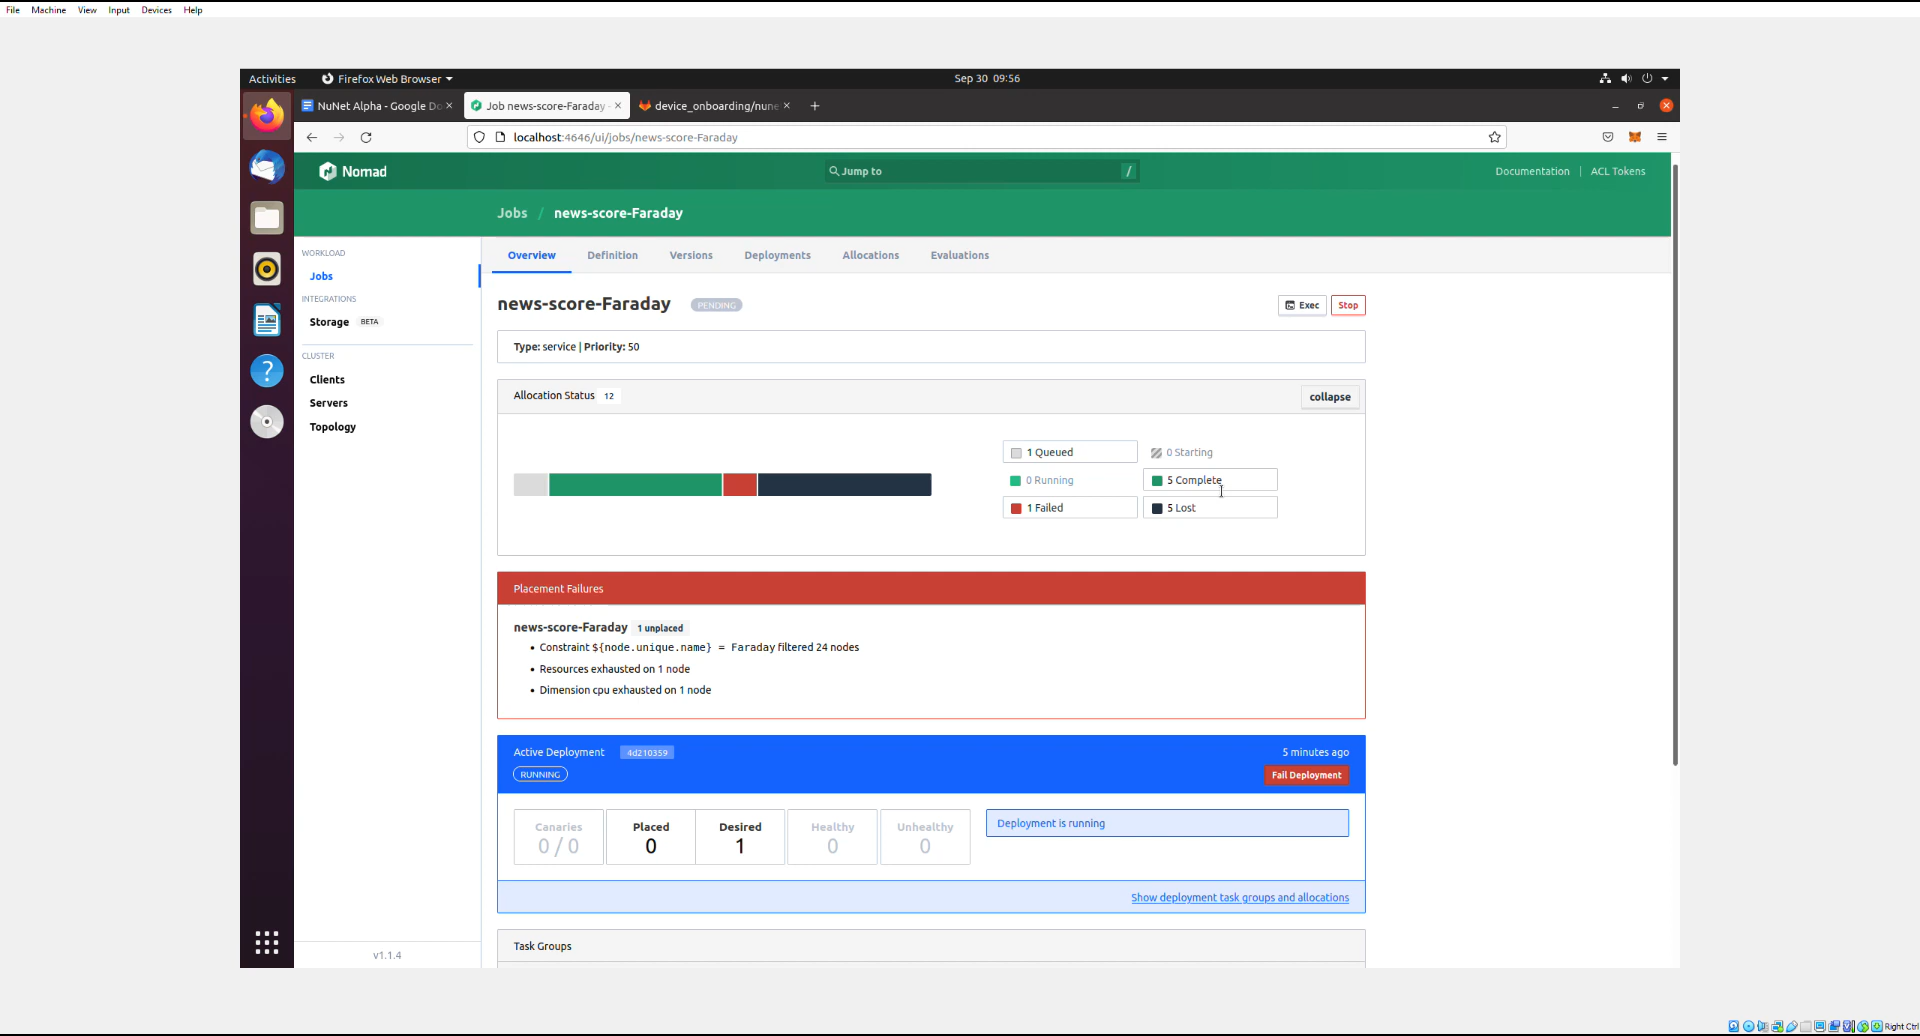 File Machine View Input Devices Help
Activities Firefox Web Browser Sep 30 09:56
NuNet Alpha - Google Do × Job news-score-Faraday - × device_onboarding/nune × +
localhost:4646/ui/jobs/news-score-Faraday
Nomad Jump to / Documentation | ACL Tokens
Jobs / news-score-Faraday
WORKLOAD
Jobs
INTEGRATIONS
Storage BETA
CLUSTER
Clients
Servers
Topology
v1.1.4
Overview Definition Versions Deployments Allocations Evaluations
news-score-Faraday PENDING Exec Stop
Type: service | Priority: 50
Allocation Status 12 collapse
1 Queued 0 Starting
0 Running 5 Complete
1 Failed 5 Lost
Placement Failures
news-score-Faraday 1 unplaced
• Constraint ${node.unique.name} = Faraday filtered 24 nodes
• Resources exhausted on 1 node
• Dimension cpu exhausted on 1 node
Active Deployment 4d210359 5 minutes ago
RUNNING Fail Deployment
Canaries Placed Desired Healthy Unhealthy
0 / 0 0 1 0 0
Deployment is running
Show deployment task groups and allocations
Task Groups
Right Ctrl